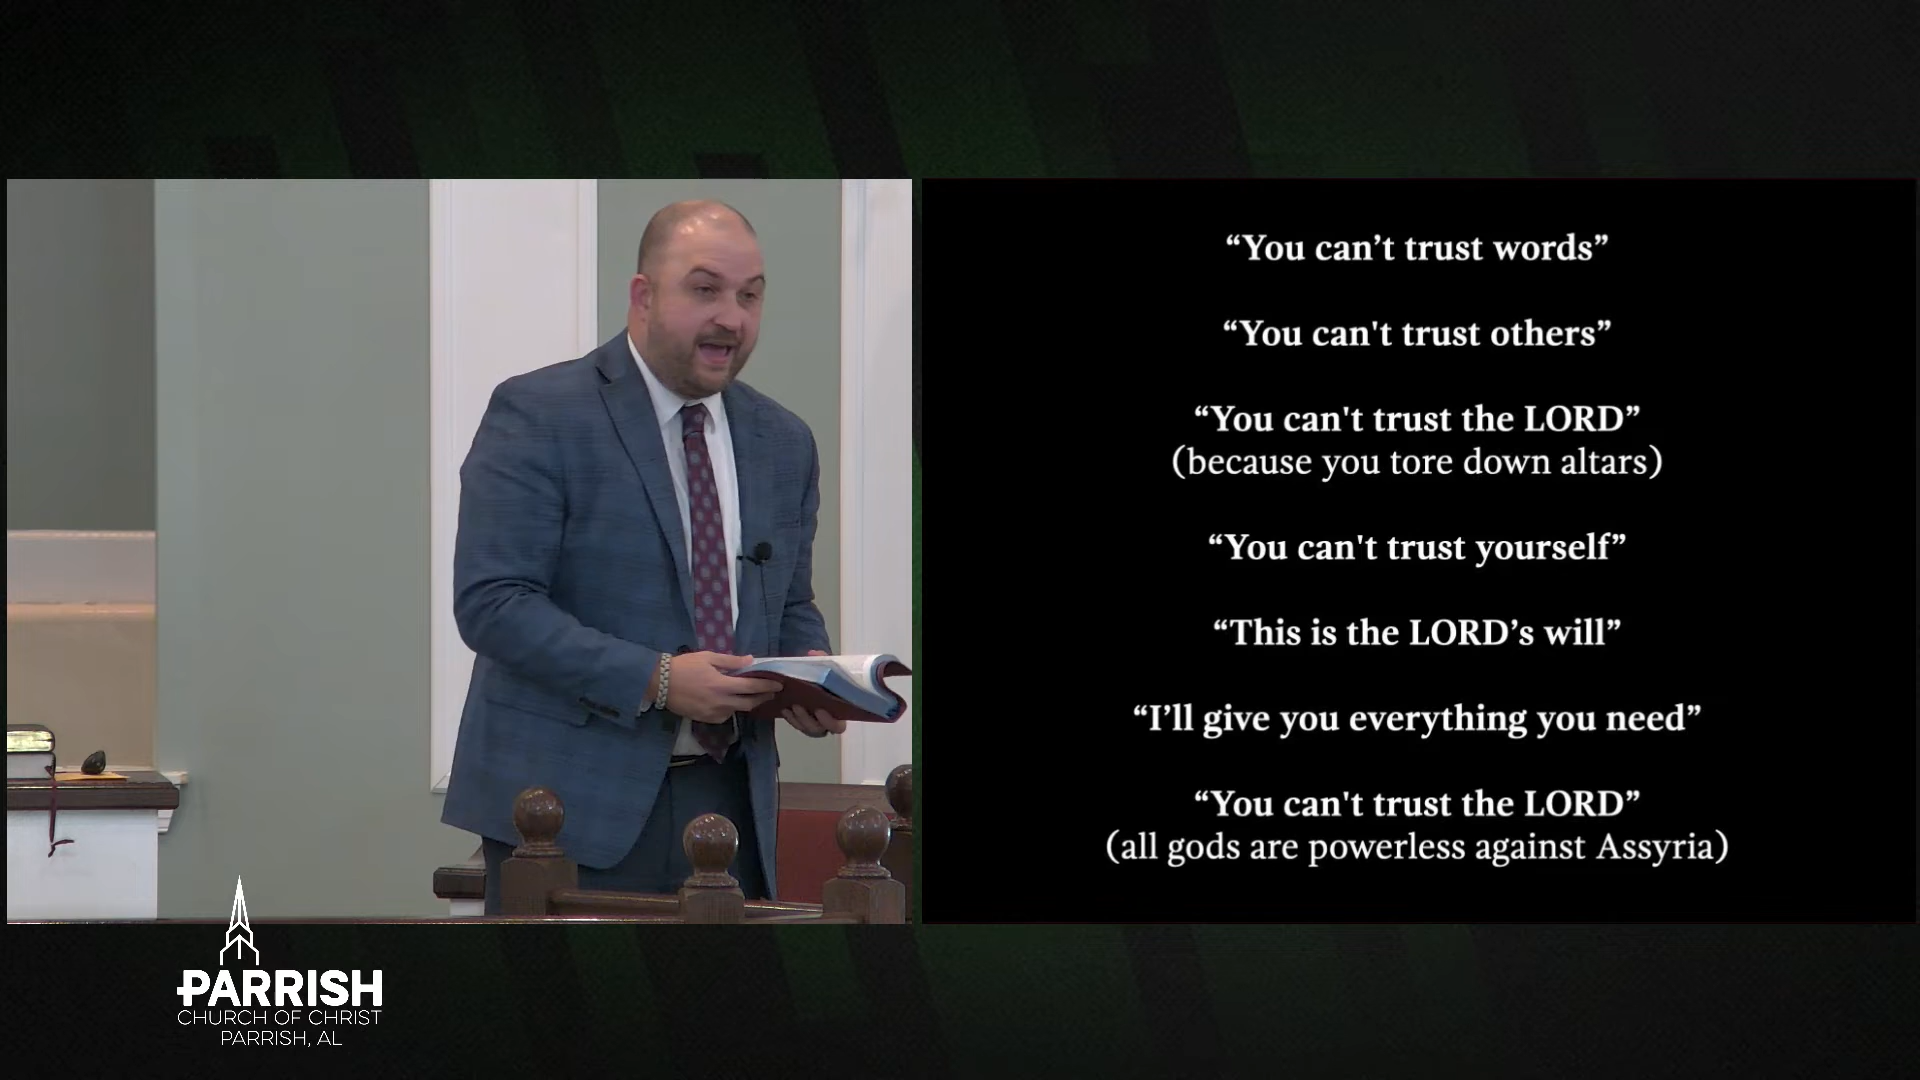 “You can’t trust words”
“You can't trust others”
“You can't trust the LORD”
(because you tore down altars)
“You can't trust yourself”
“This is the LORD’s will”
“I’ll give you everything you need”
“You can't trust the LORD”
(all gods are powerless against Assyria)
PARRISH
CHURCH OF CHRIST
PARRISH, AL